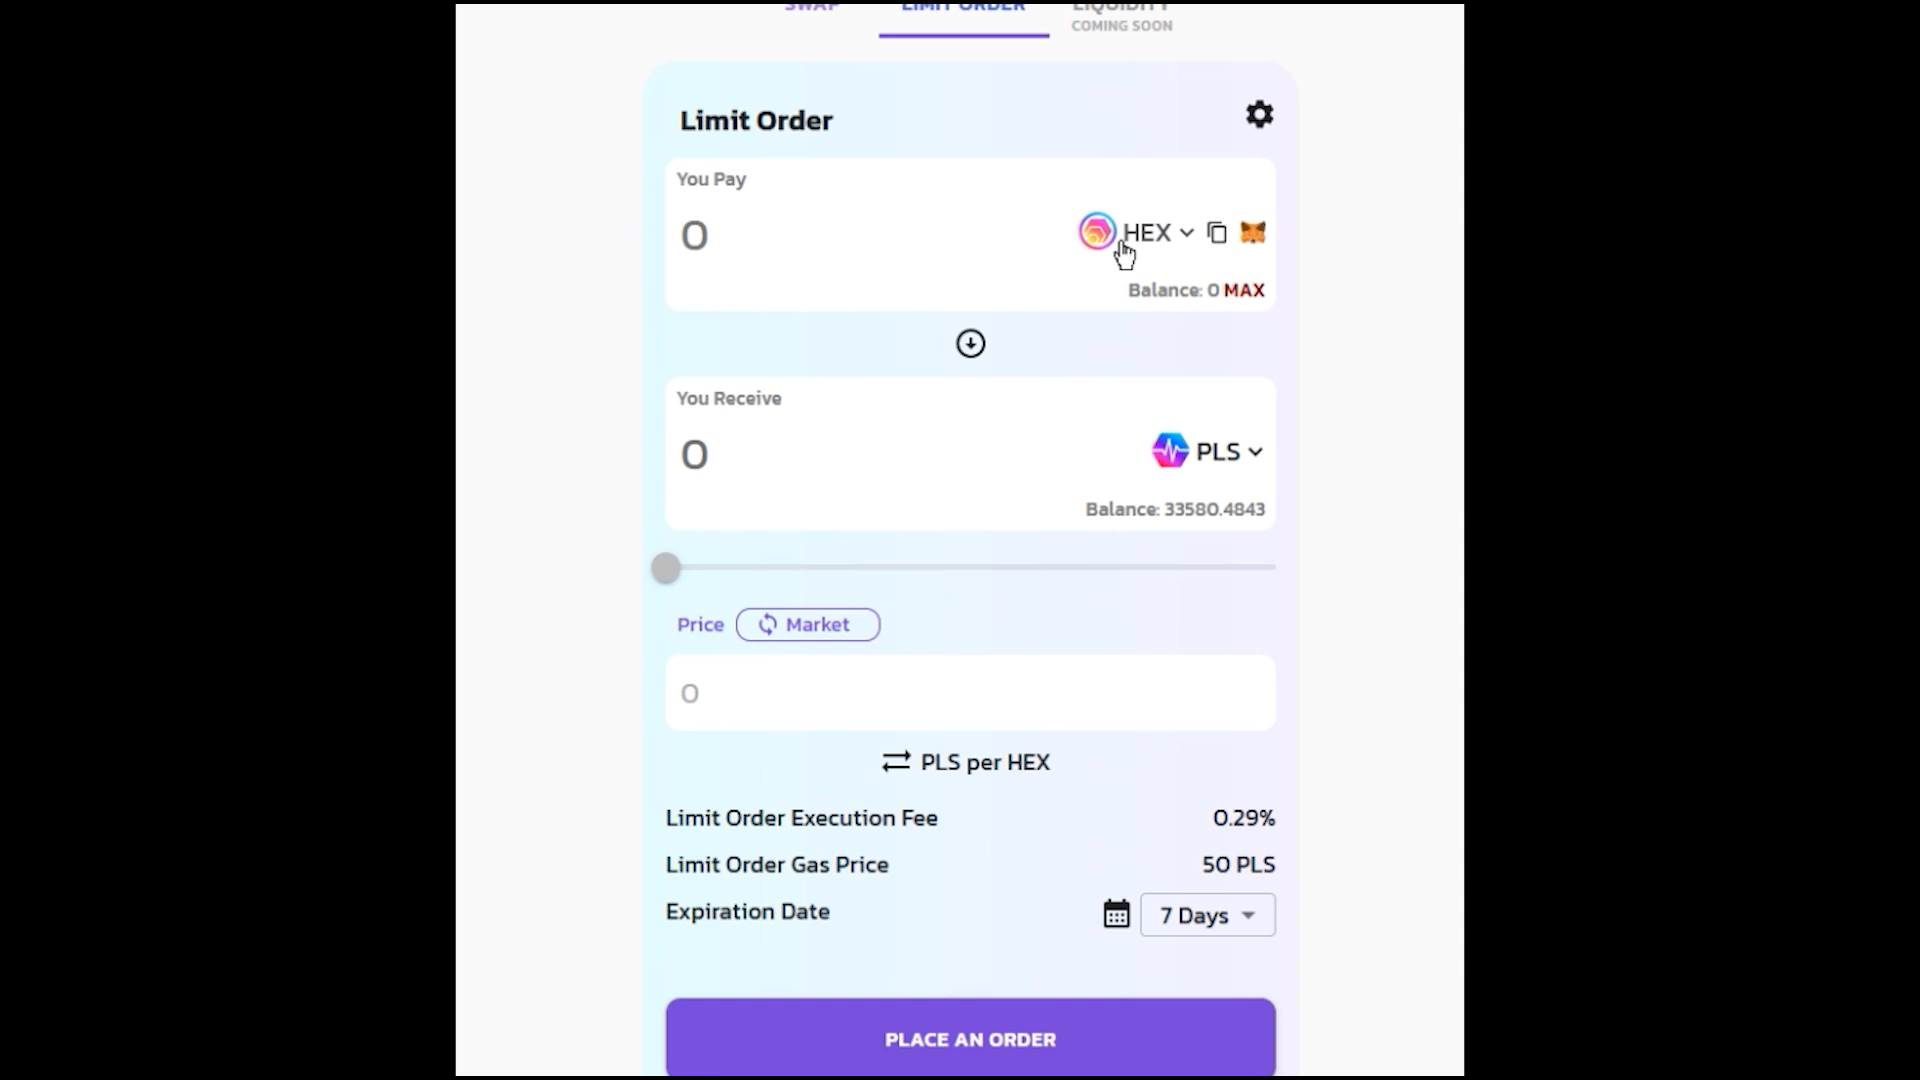 SWAP LIMIT ORDER LIQUIDITY
COMING SOON
Limit Order
You Pay
0 HEX
Balance: 0 MAX
You Receive
0 PLS
Balance: 33580.4843
Price Market
0
PLS per HEX
Limit Order Execution Fee 0.29%
Limit Order Gas Price 50 PLS
Expiration Date 7 Days
PLACE AN ORDER